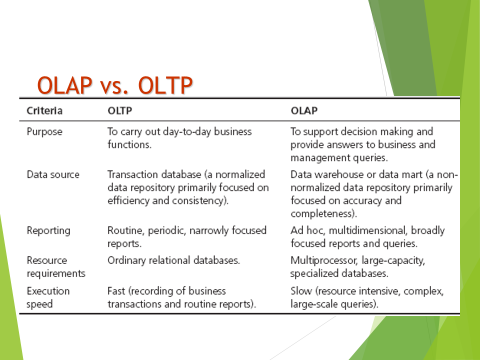 OLAP vs. OLTP
Criteria OLTP OLAP
Purpose To carry out day-to-day business To support decision making and
functions. provide answers to business and
management queries.
Data source Transaction database (a normalized Data warehouse or data mart (a non-
data repository primarily focused on normalized data repository primarily
efficiency and consistency). focused on accuracy and
completeness).
Reporting Routine, periodic, narrowly focused Ad hoc, multidimensional, broadly
reports. focused reports and queries.
Resource Ordinary relational databases. Multiprocessor, large-capacity,
requirements specialized databases.
Execution Fast (recording of business Slow (resource intensive, complex,
speed transactions and routine reports). large-scale queries).